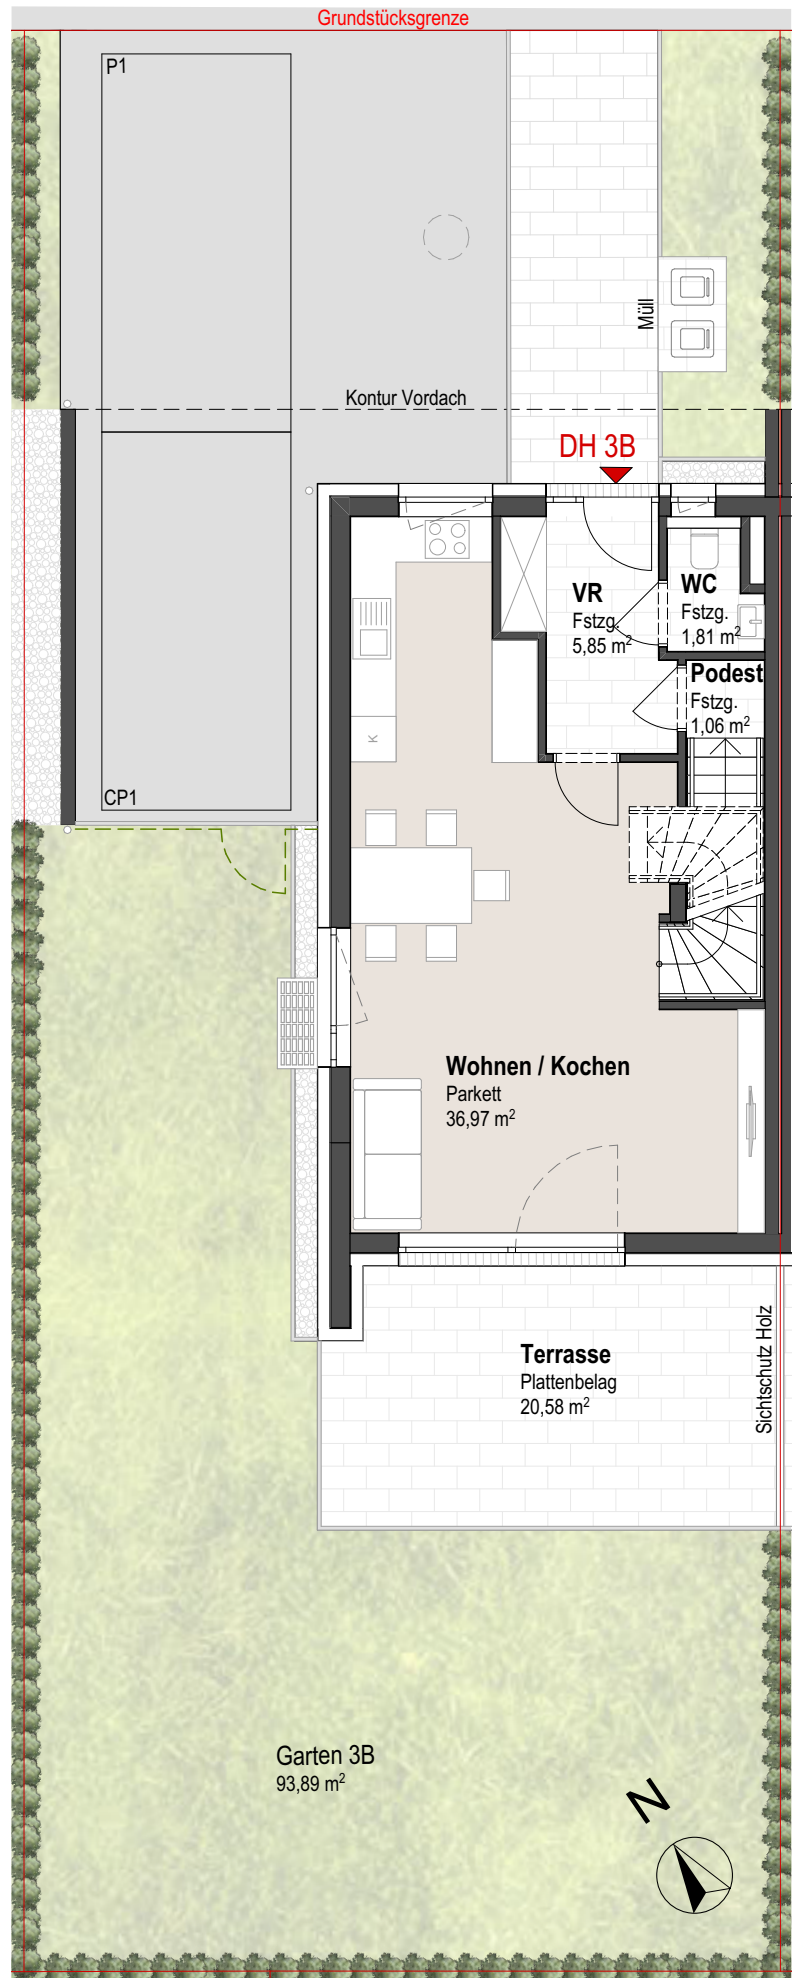 Grundstücksgrenze
P1
Müll
Kontur Vordach
DH 3B
VR
Fstzg.
5,85 m²
WC
Fstzg.
1,81 m²
Podest
Fstzg.
1,06 m²
K
CP1
Wohnen / Kochen
Parkett
36,97 m²
Terrasse
Plattenbelag
20,58 m²
Sichtschutz Holz
Garten 3B
93,89 m²
N